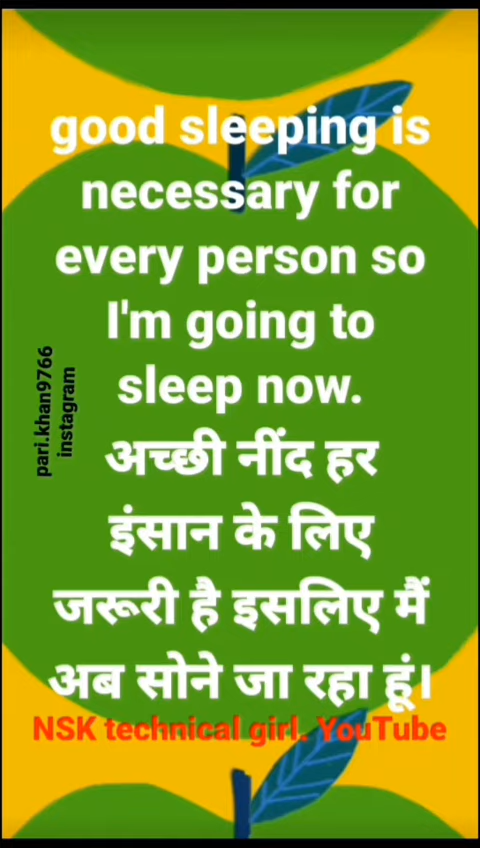 good sleeping is
necessary for
every person so
I'm going to
sleep now.
pari.khan9766
instagram
अच्छी नींद हर
इंसान के लिए
जरूरी है इसलिए मैं
अब सोने जा रहा हूं।
NSK technical girl. YouTube